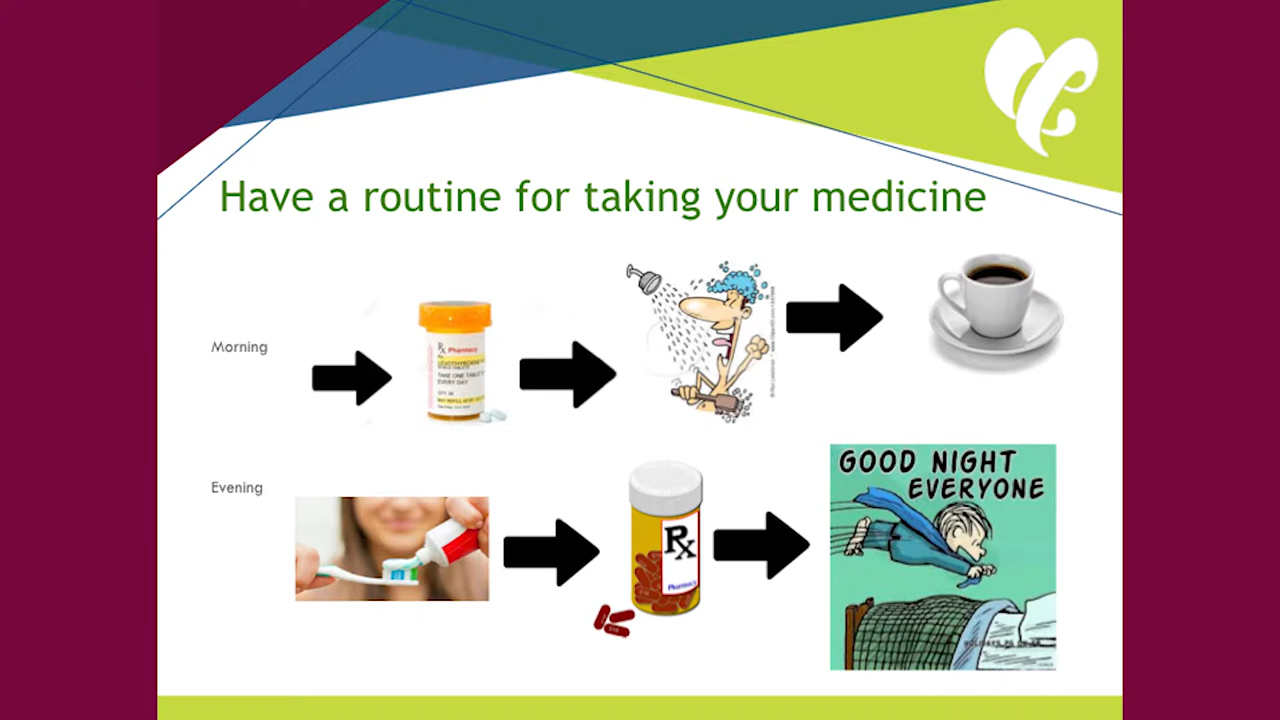 Have a routine for taking your medicine
Morning
Rx Pharmacy
TAKE ONE TABLET
EVERY DAY
Evening
Rx
Pharmacy
GOOD NIGHT
EVERYONE